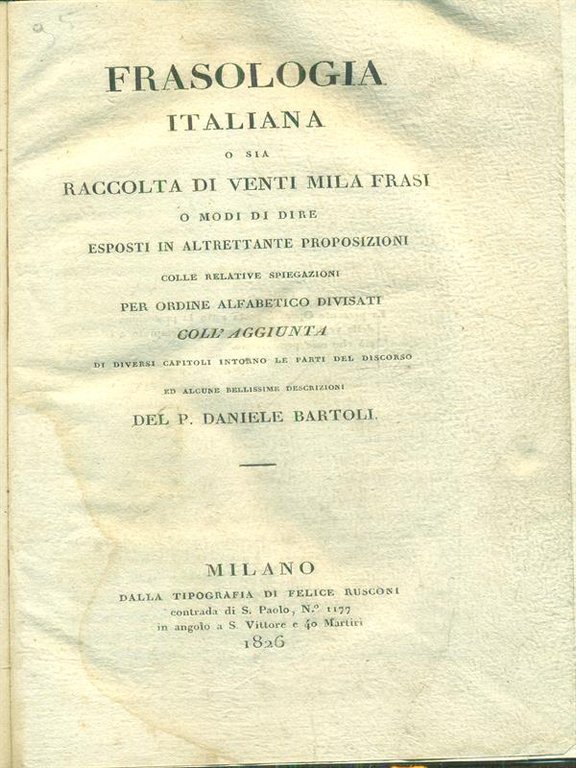 FRASOLOGIA
ITALIANA
O SIA
RACCOLTA DI VENTI MILA FRASI
O MODI DI DIRE
ESPOSTI IN ALTRETTANTE PROPOSIZIONI
COLLE RELATIVE SPIEGAZIONI
PER ORDINE ALFABETICO DIVISATI
COLL' AGGIUNTA
DI DIVERSI CAPITOLI INTORNO LE PARTI DEL DISCORSO
ED ALCUNE BELLISSIME DESCRIZIONI
DEL P. DANIELE BARTOLI.
MILANO
DALLA TIPOGRAFIA DI FELICE RUSCONI
contrada di S. Paolo, N.º 1177
in angolo a S. Vittore e 40 Martiri
1826